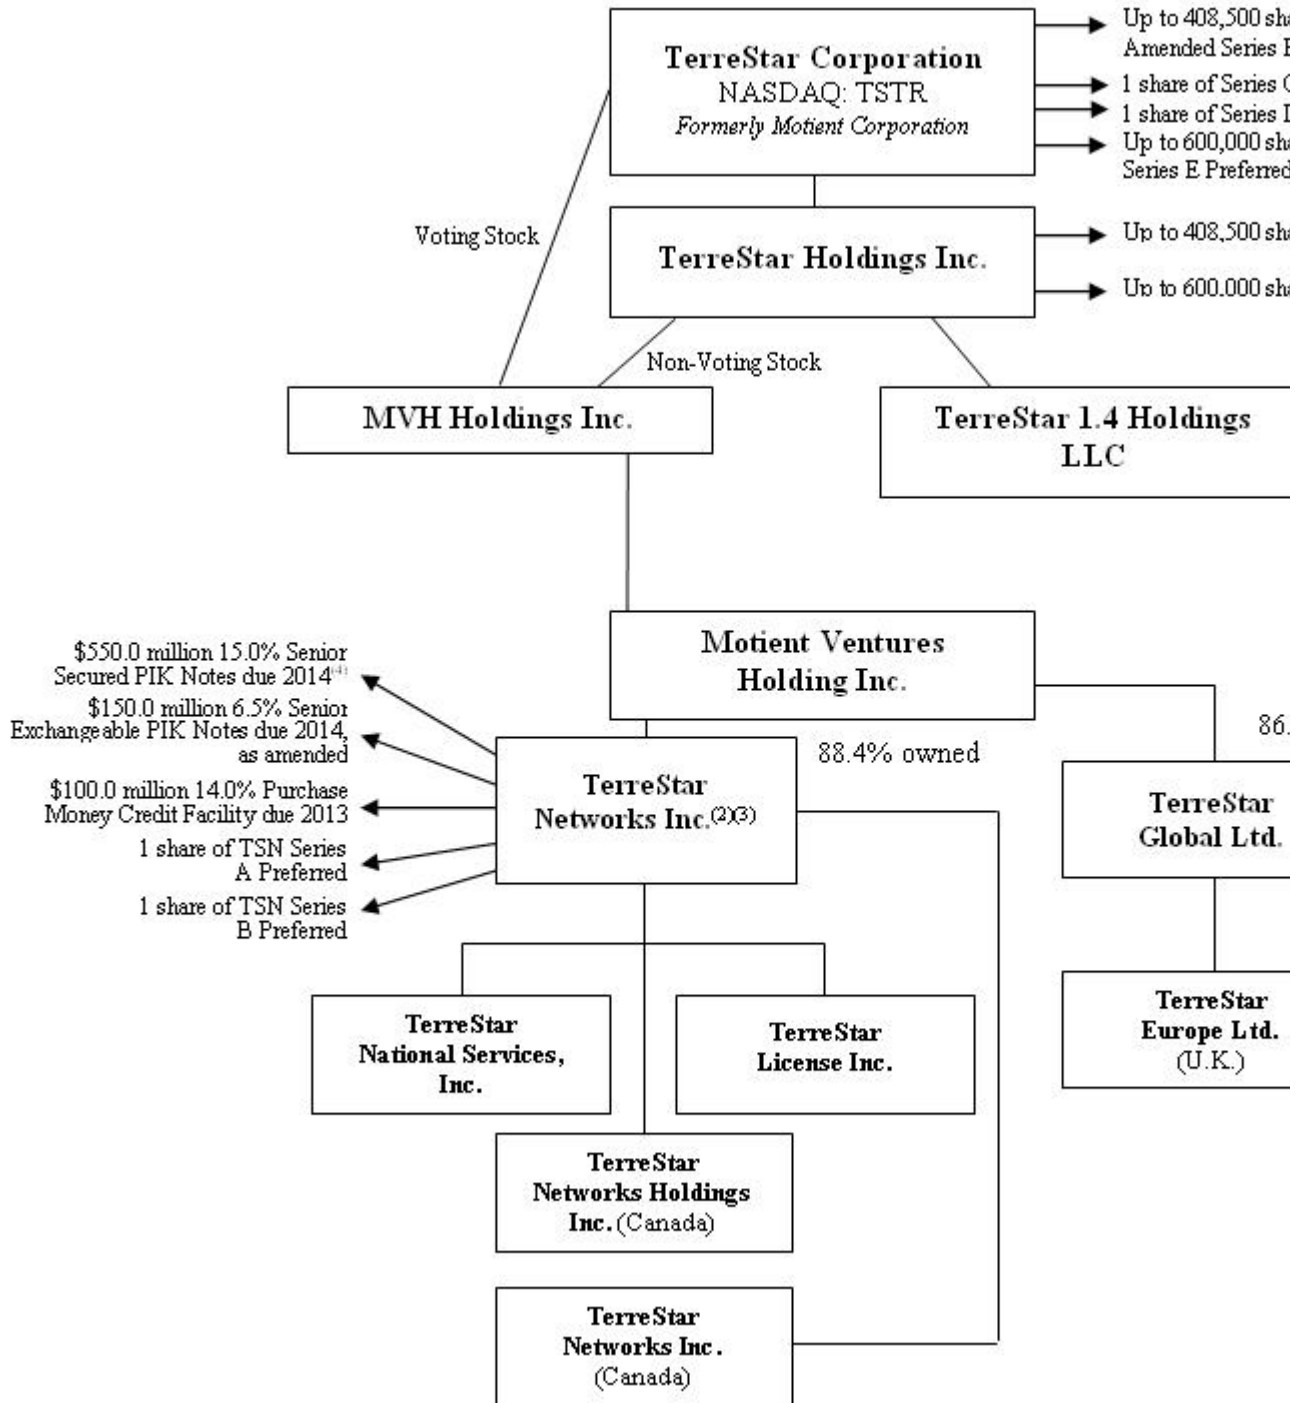 TerreStar Corporation
NASDAQ: TSTR
Formerly Motient Corporation
Up to 408,500
Amended Series
1 share of Series
1 share of Series
Up to 600,000
Series E Preferred
Voting Stock
TerreStar Holdings Inc.
Up to 408,500
Up to 600.000
Non-Voting Stock
MVH Holdings Inc.
TerreStar 1.4 Holdings
LLC
Motient Ventures
Holding Inc.
$550.0 million 15.0% Senior
Secured PIK Notes due 2014(4)
$150.0 million 6.5% Senior
Exchangeable PIK Notes due 2014,
as amended
$100.0 million 14.0% Purchase
Money Credit Facility due 2013
1 share of TSN Series
A Preferred
1 share of TSN Series
B Preferred
88.4% owned
86.
TerreStar
Networks Inc.(2)(3)
TerreStar
Global Ltd.
TerreStar
National Services,
Inc.
TerreStar
License Inc.
TerreStar
Europe Ltd.
(U.K.)
TerreStar
Networks Holdings
Inc. (Canada)
TerreStar
Networks Inc.
(Canada)